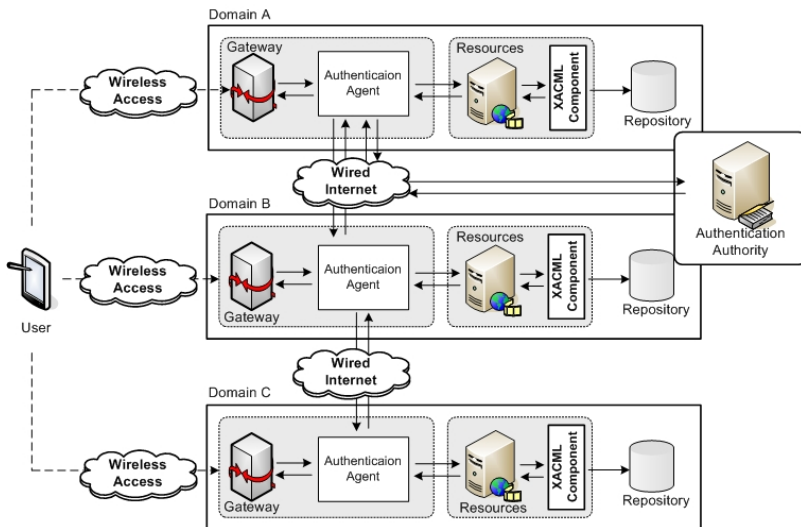 Domain A
Gateway
Resources
Wireless
Access
Authenticaion
Agent
XACML
Component
Repository
Wired
Internet
Domain B
Resources
Authentication
Authority
Wireless
Access
Authenticaion
Agent
XACML
Component
Gateway
Repository
User
Wired
Internet
Domain C
Wireless
Access
Authenticaion
Agent
XACML
Component
Gateway
Resources
Repository